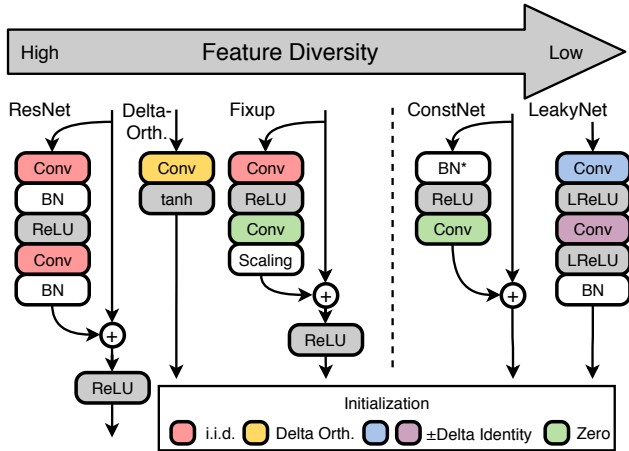 Feature Diversity
High
Low
ResNet
Conv
BN
ReLU
Conv
BN
+
ReLU
Delta-
Orth.
Conv
tanh
Fixup
Conv
ReLU
Conv
Scaling
+
ReLU
ConstNet
BN*
ReLU
Conv
+
LeakyNet
Conv
LReLU
Conv
LReLU
BN
Initialization
i.i.d. Delta Orth. ±Delta Identity Zero